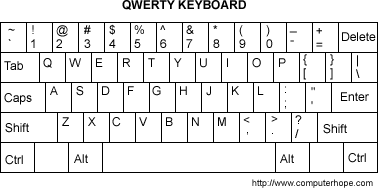 QWERTY KEYBOARD
~ ! @ # $ % ^ & * ( ) _ + Delete
` 1 2 3 4 5 6 7 8 9 0 - =
Tab Q W E R T Y U I O P { } |
[ ] \
Caps A S D F G H J K L : " Enter
; '
Shift Z X C V B N M < > ? Shift
, . /
Ctrl Alt Alt Ctrl
http://www.computerhope.com